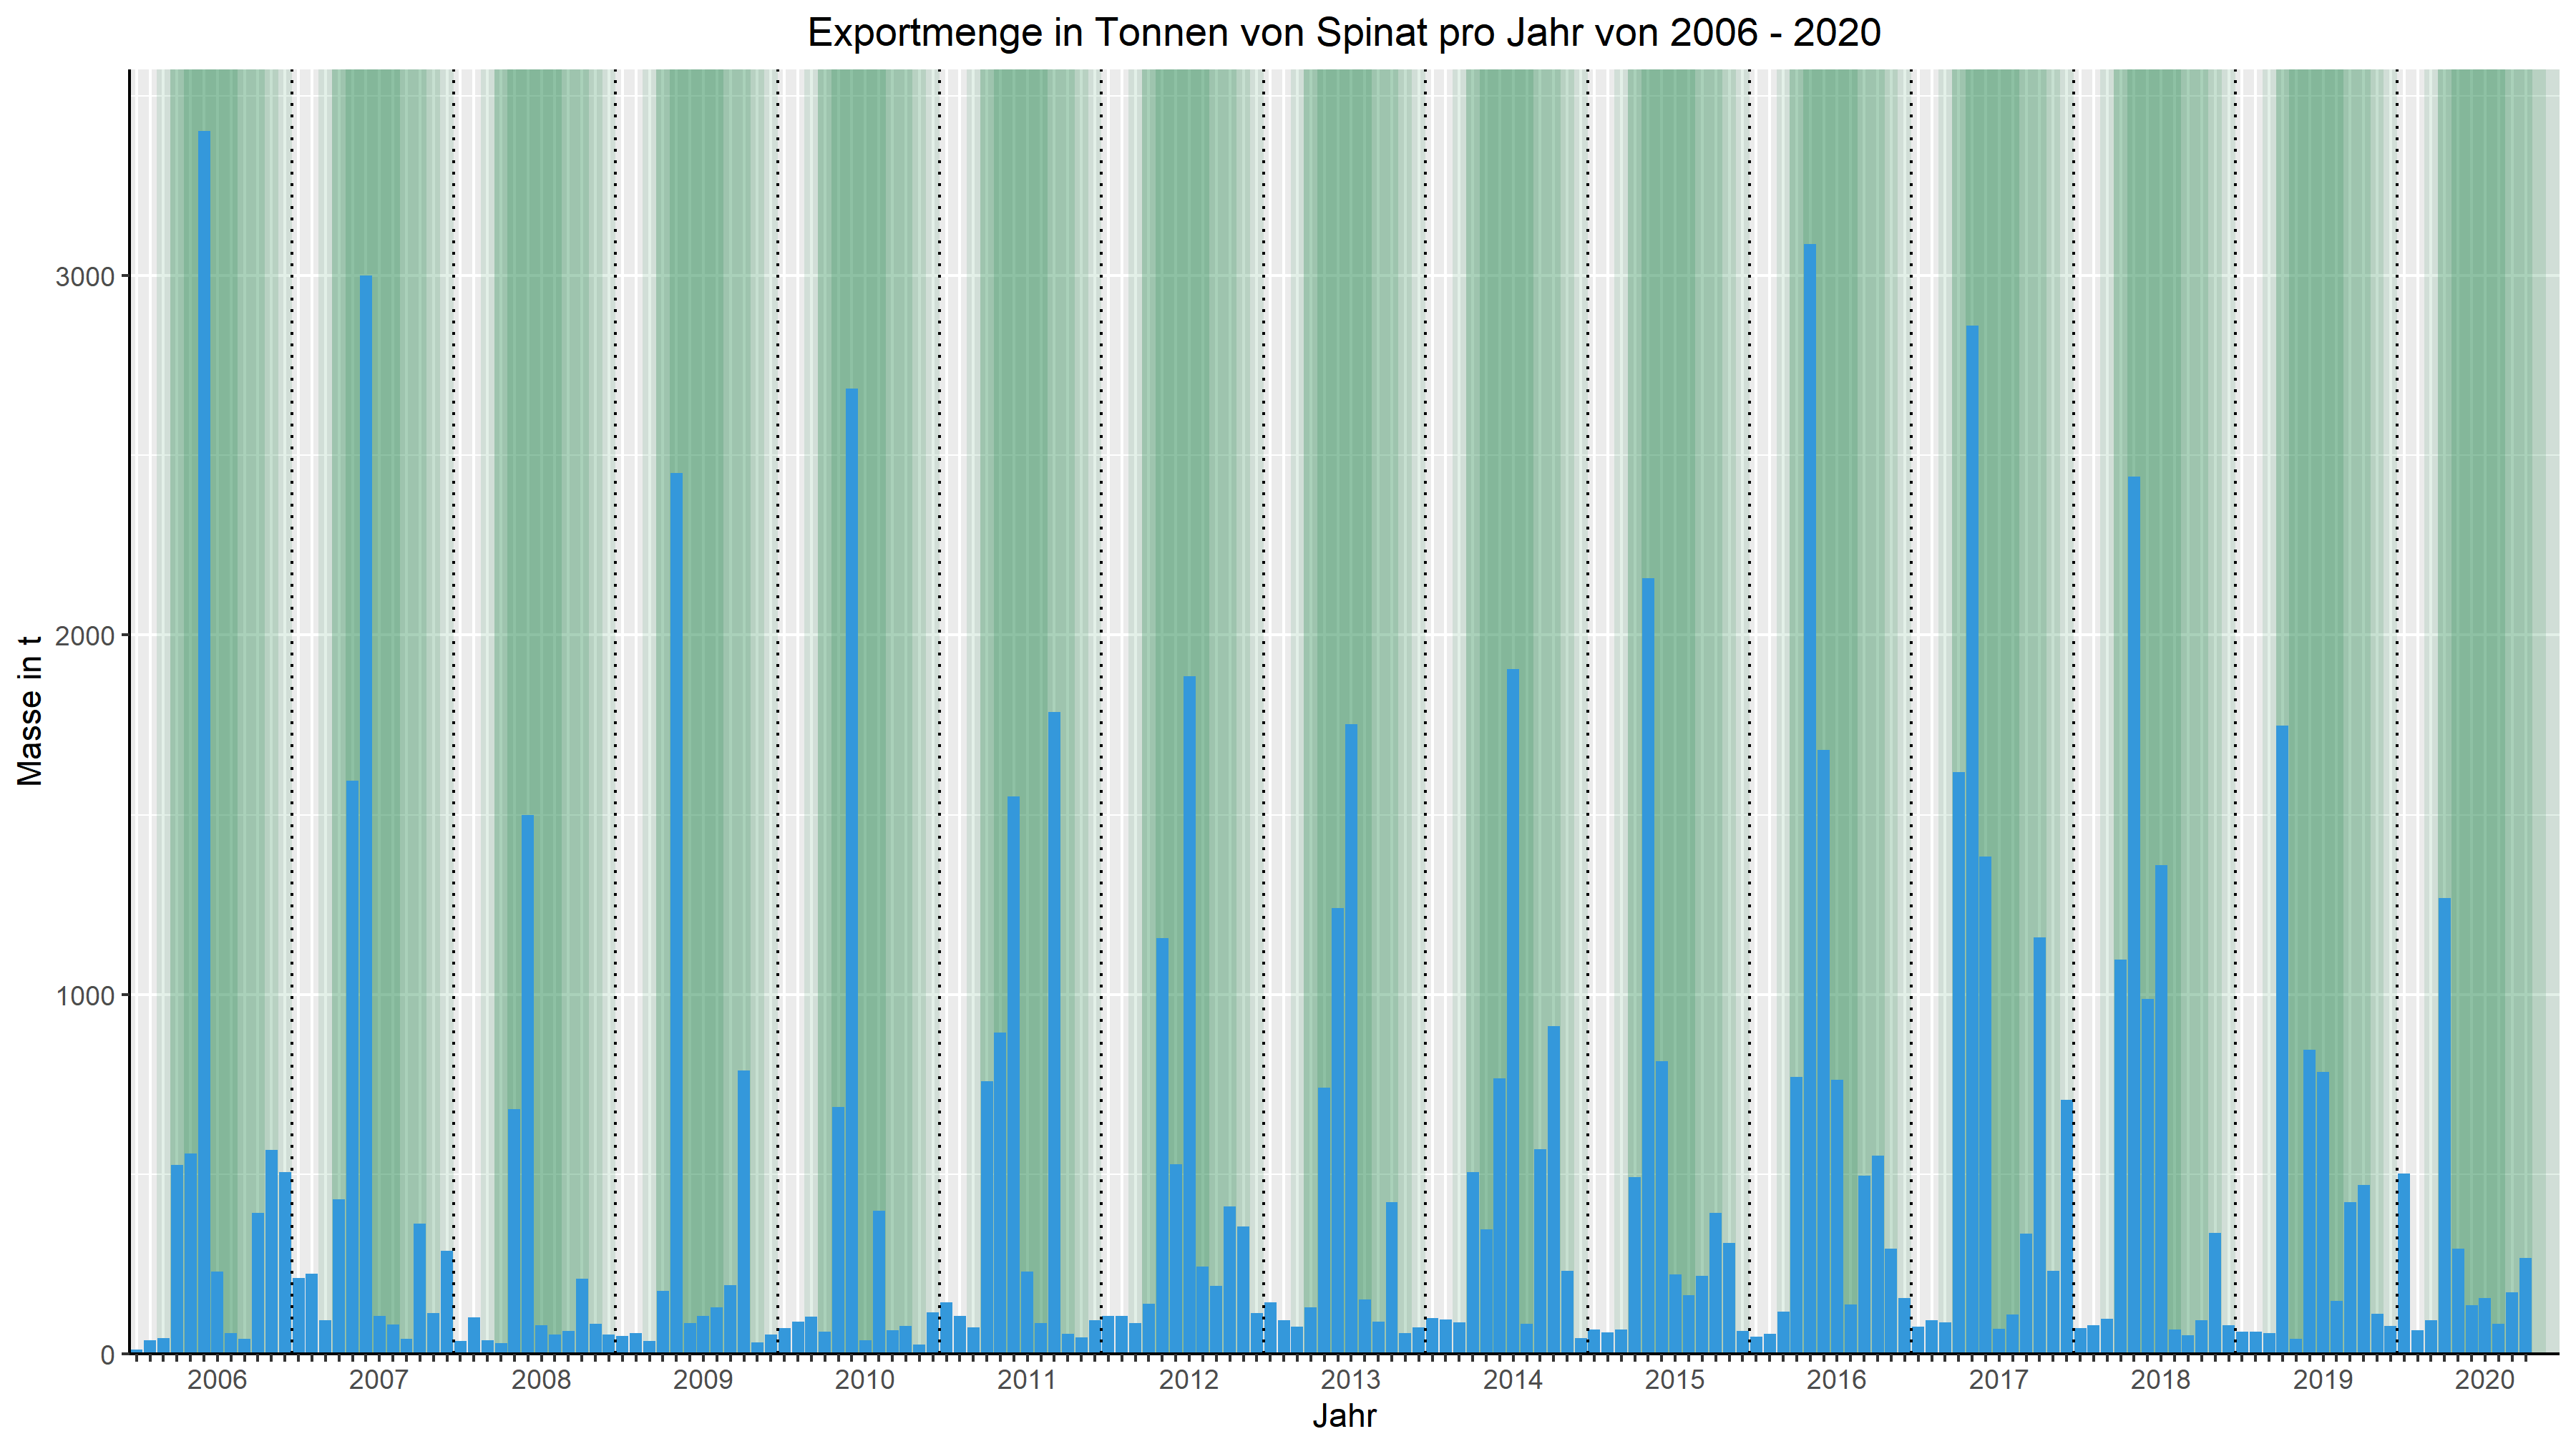 Exportmenge in Tonnen von Spinat pro Jahr von 2006 - 2020
Masse in t
3000
2000
1000
0
2006 2007 2008 2009 2010 2011 2012 2013 2014 2015 2016 2017 2018 2019 2020
Jahr